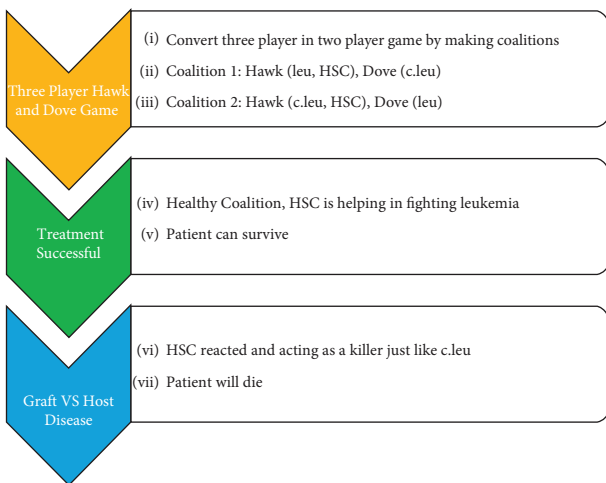 Three Player Hawk
and Dove Game
(i) Convert three player in two player game by making coalitions
(ii) Coalition 1: Hawk (leu, HSC), Dove (c.leu)
(iii) Coalition 2: Hawk (c.leu, HSC), Dove (leu)
Treatment
Successful
(iv) Healthy Coalition, HSC is helping in fighting leukemia
(v) Patient can survive
Graft VS Host
Disease
(vi) HSC reacted and acting as a killer just like c.leu
(vii) Patient will die